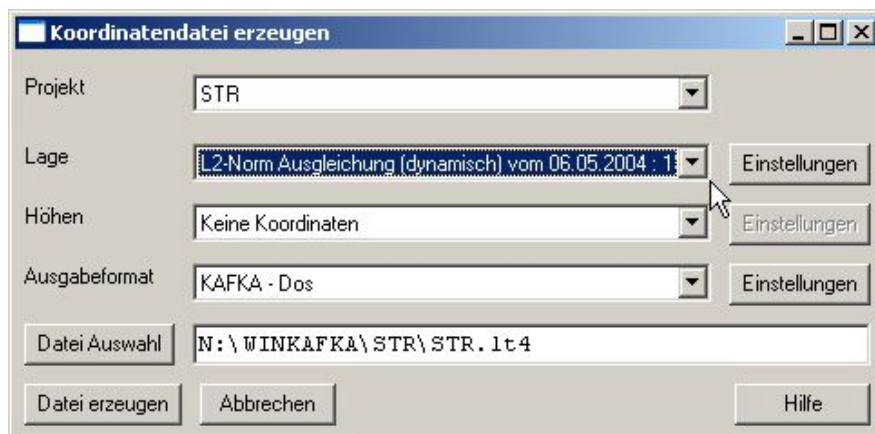 Koordinatendatei erzeugen
Projekt STR
Lage L2-Norm Ausgleichung (dynamisch) vom 06.05.2004 : 1 Einstellungen
Höhen Keine Koordinaten Einstellungen
Ausgabeformat KAFKA - Dos Einstellungen
Datei Auswahl N:\WINKAFKA\STR\STR.lt4
Datei erzeugen Abbrechen Hilfe